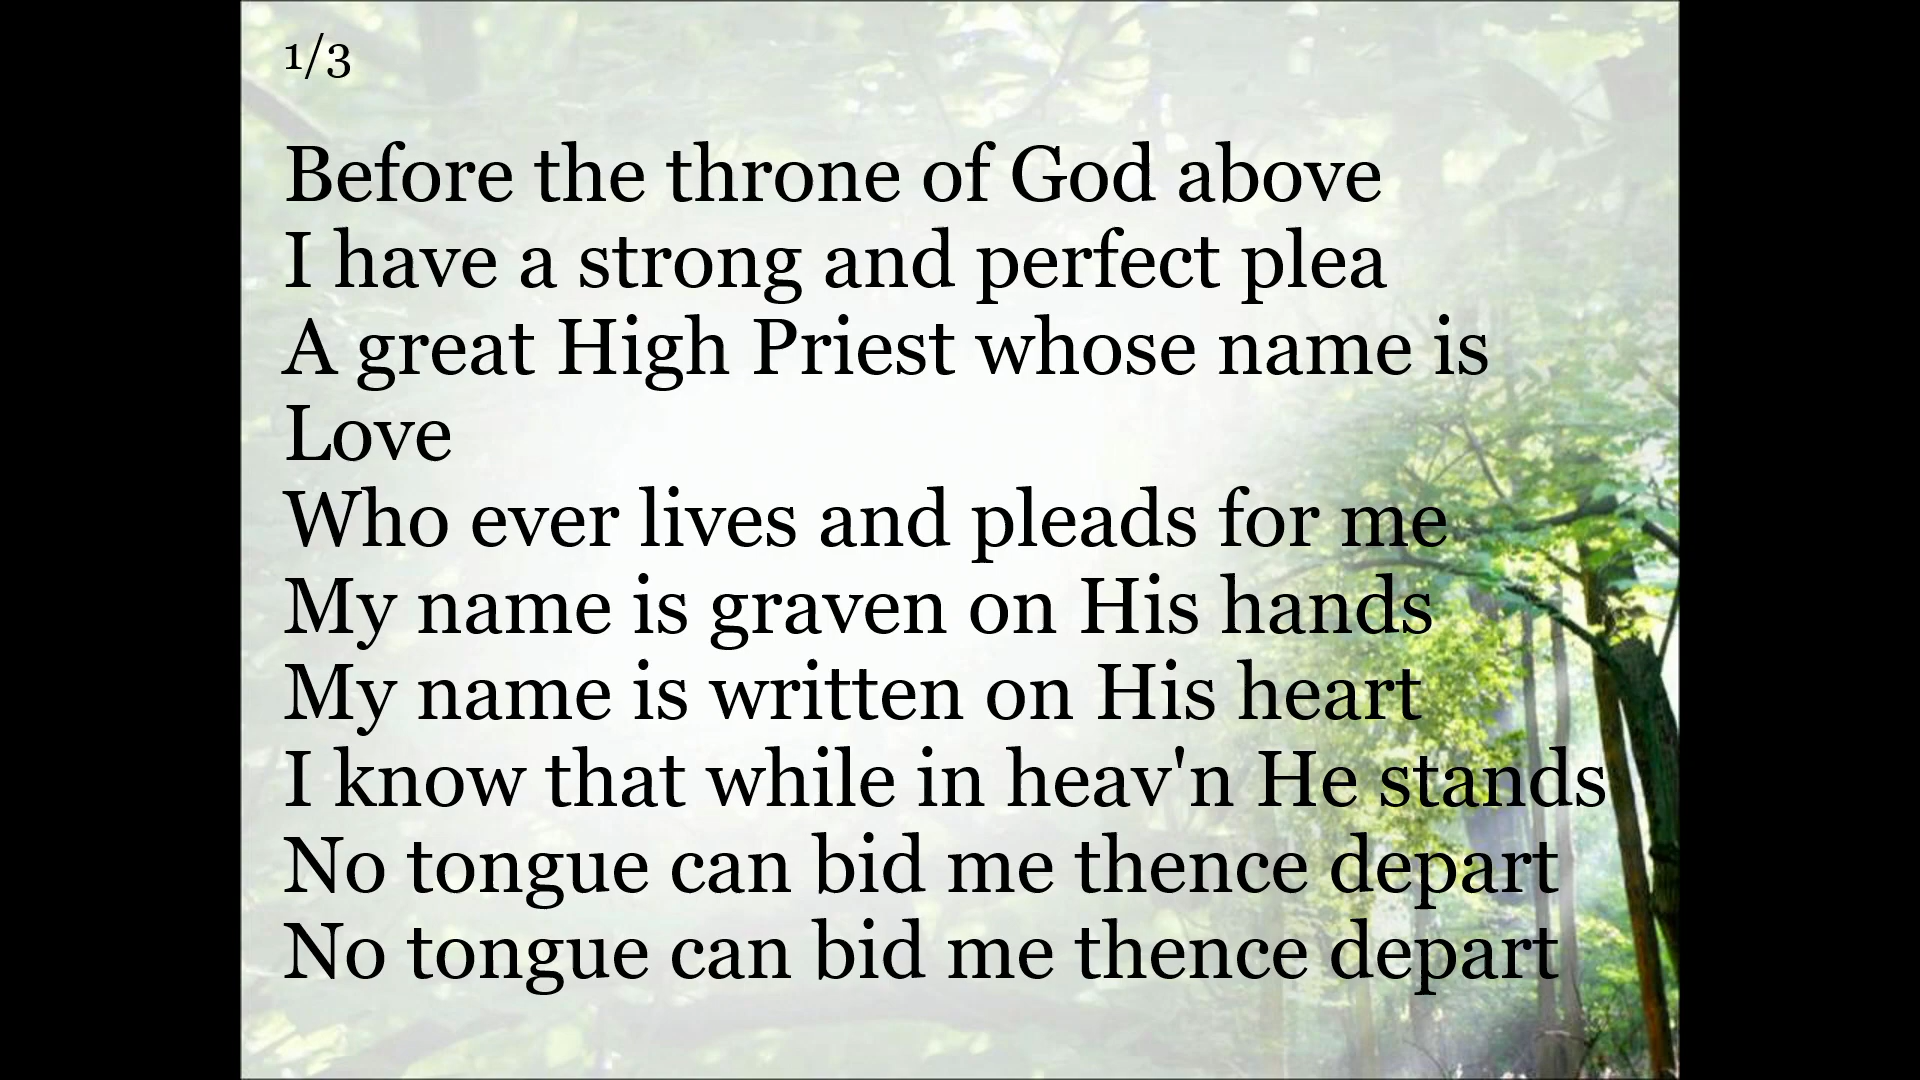 1/3
Before the throne of God above
I have a strong and perfect plea
A great High Priest whose name is
Love
Who ever lives and pleads for me
My name is graven on His hands
My name is written on His heart
I know that while in heav'n He stands
No tongue can bid me thence depart
No tongue can bid me thence depart